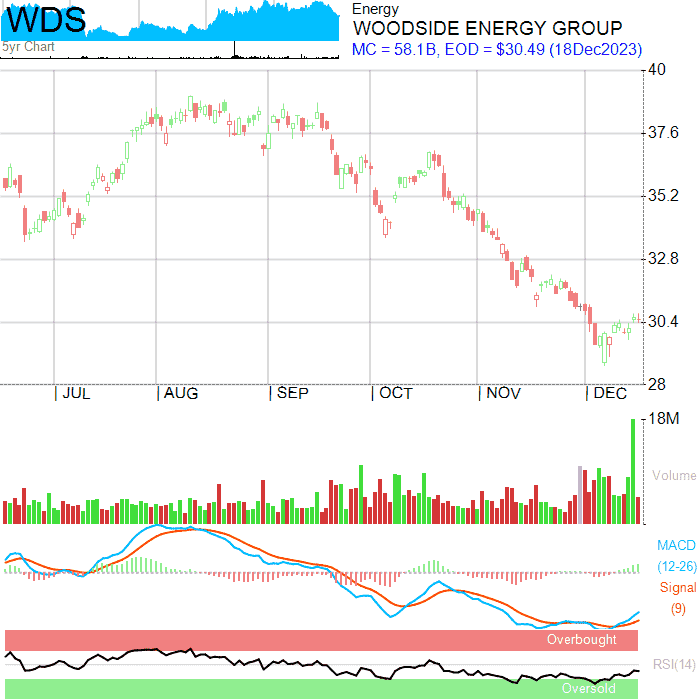 WDS
5yr Chart
Energy
WOODSIDE ENERGY GROUP
MC = 58.1B, EOD = $30.49 (18Dec2023)
40
37.6
35.2
32.8
30.4
28
JUL AUG SEP OCT NOV DEC
18M
Volume
MACD
(12-26)
Signal
(9)
Overbought
RSI(14)
Oversold